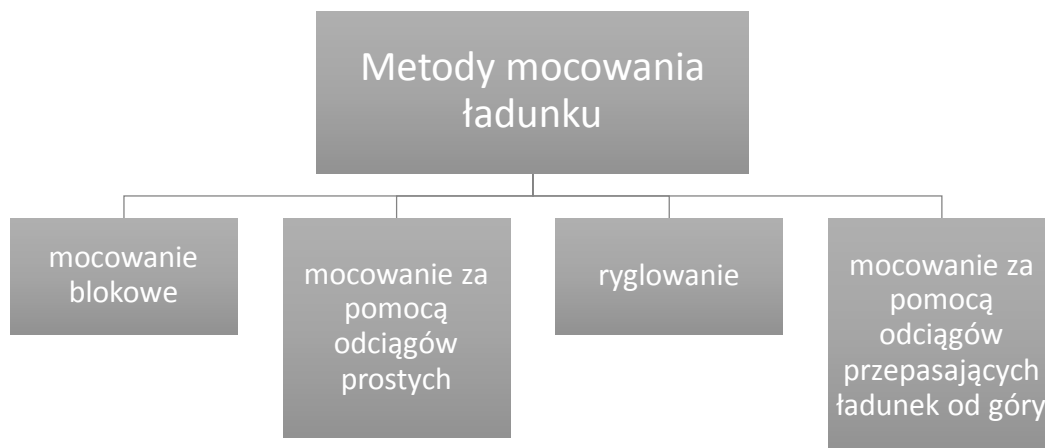 Metody mocowania
ładunku
mocowanie
blokowe
mocowanie za
pomocą
odciągów
prostych
ryglowanie
mocowanie za
pomocą
odciągów
przepasających
ładunek od góry